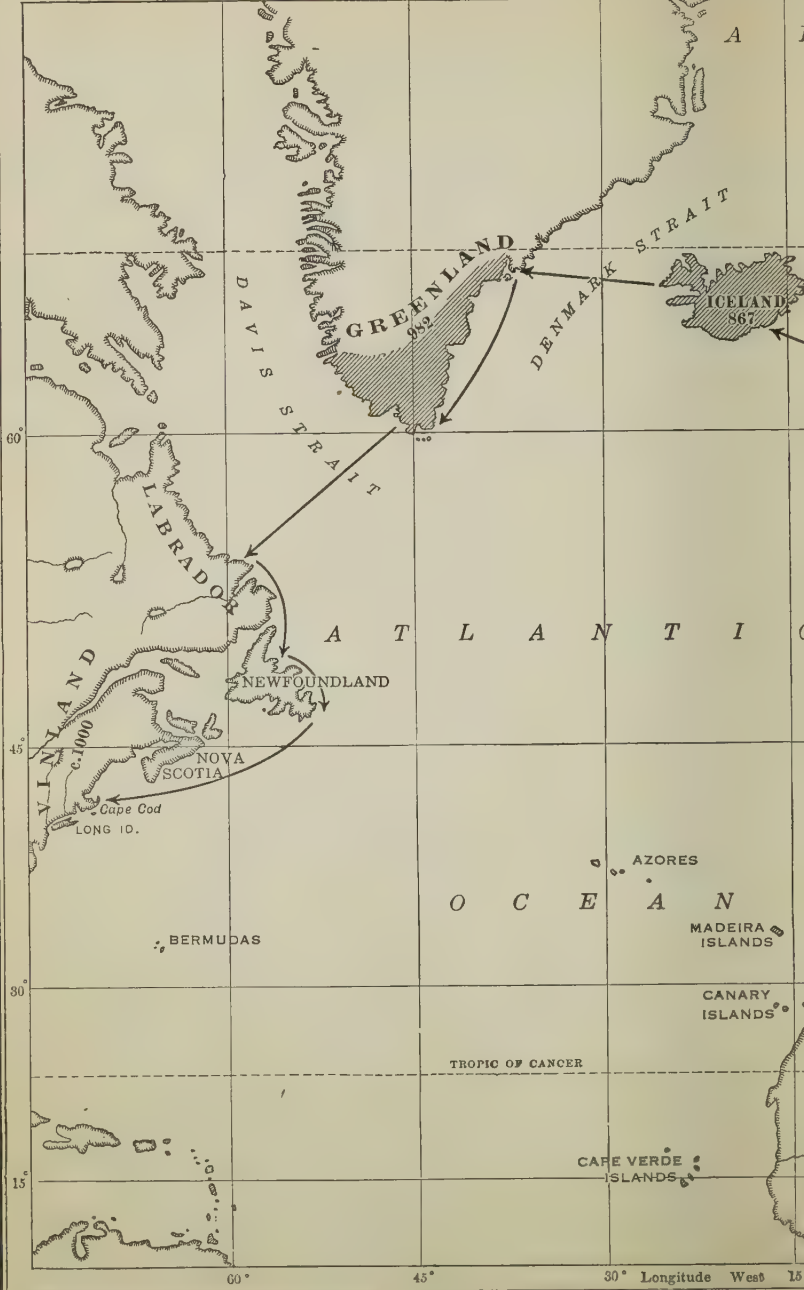 A
DENMARK STRAIT
GREENLAND
982
ICELAND
867
DAVIS STRAIT
60°
LABRADOR
ATLANTIC
NEWFOUNDLAND
VINLAND
c.1000
45°
NOVA
SCOTIA
Cape Cod
LONG ID.
AZORES
OCEAN
MADEIRA
ISLANDS
BERMUDAS
30°
CANARY
ISLANDS
TROPIC OF CANCER
CAPE VERDE
ISLANDS
15°
60° 45° 30° Longitude West 15